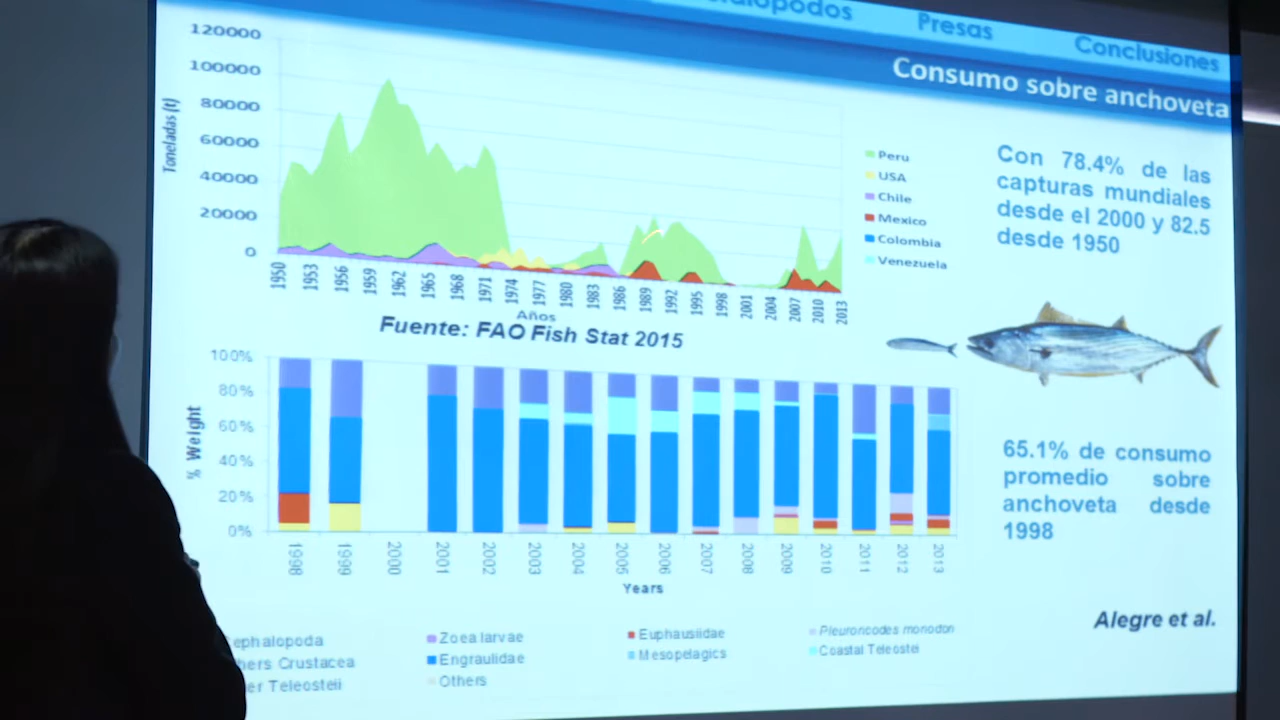 Presas
Conclusiones
Consumo sobre anchoveta
120000
100000
80000
60000
40000
20000
0
Toneladas (t)
1950
1953
1956
1959
1962
1965
1968
1971
1974
1977
1980
1983
1986
1989
1992
1995
1998
2001
2004
2007
2010
2013
Años
Peru
USA
Chile
Mexico
Colombia
Venezuela
Fuente: FAO Fish Stat 2015
Con 78.4% de las
capturas mundiales
desde el 2000 y 82.5
desde 1950
100%
80%
60%
40%
20%
0%
% Weight
1998
1999
2000
2001
2002
2003
2004
2005
2006
2007
2008
2009
2010
2011
2012
2013
Years
65.1% de consumo
promedio sobre
anchoveta desde
1998
Zoea larvae
Euphausiidae
Pleuroncodes monodon
Crustacea
Engraulidae
Mesopelagics
Coastal Teleostei
Teleosteii
Others
Alegre et al.